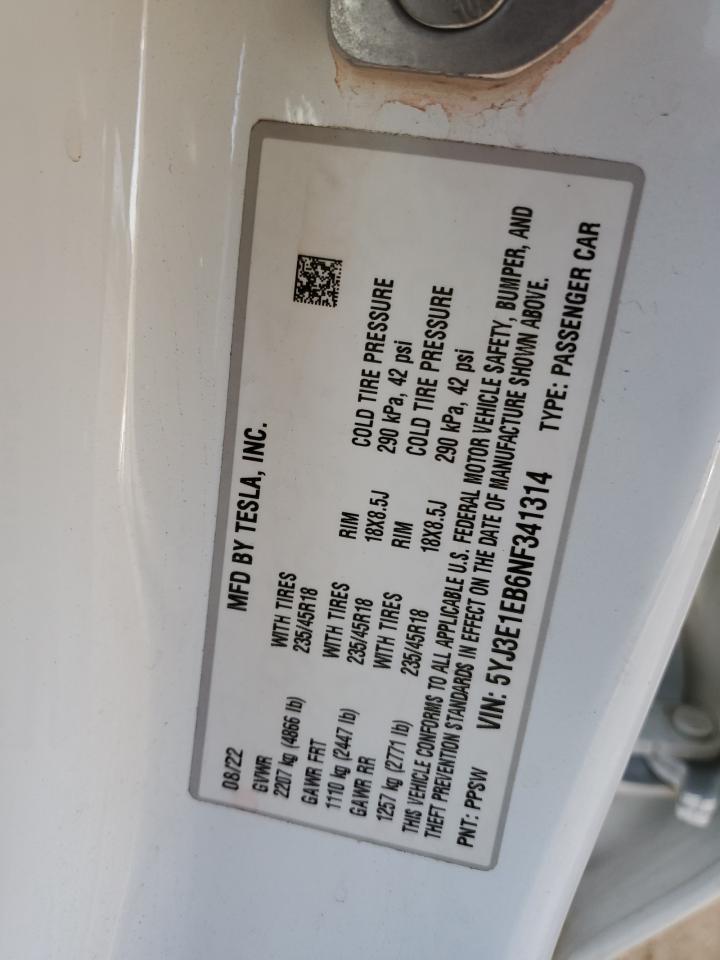 08/22 MFD BY TESLA, INC.
GVWR WITH TIRES
2207 kg (4866 lb) 235/45R18
GAWR FRT WITH TIRES RIM COLD TIRE PRESSURE
1110 kg (2447 lb) 235/45R18 18X8.5J 290 kPa, 42 psi
GAWR RR WITH TIRES RIM COLD TIRE PRESSURE
1257 kg (2771 lb) 235/45R18 18X8.5J 290 kPa, 42 psi
THIS VEHICLE CONFORMS TO ALL APPLICABLE U.S. FEDERAL MOTOR VEHICLE SAFETY, BUMPER, AND
THEFT PREVENTION STANDARDS IN EFFECT ON THE DATE OF MANUFACTURE SHOWN ABOVE.
PNT: PPSW VIN: 5YJ3E1EB6NF341314 TYPE: PASSENGER CAR